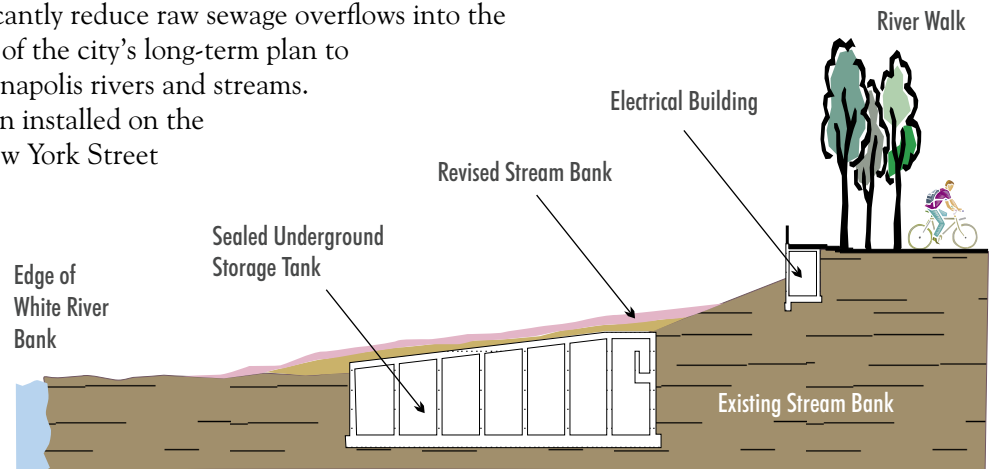 cantly reduce raw sewage overflows into the
of the city's long-term plan to
napolis rivers and streams.
n installed on the
w York Street
River Walk
Electrical Building
Revised Stream Bank
Sealed Underground
Storage Tank
Edge of
White River
Bank
Existing Stream Bank